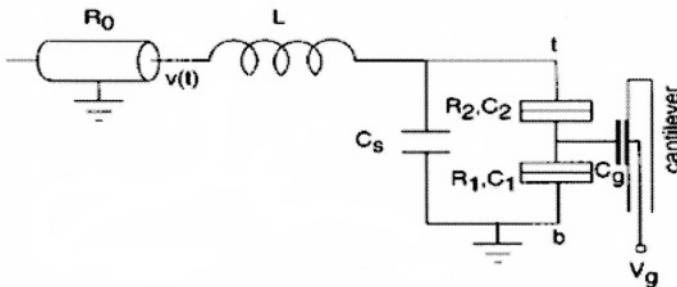 R0
L
v(t)
t
R2,C2
Cs
R1,C1
Cg
cantilever
b
Vg